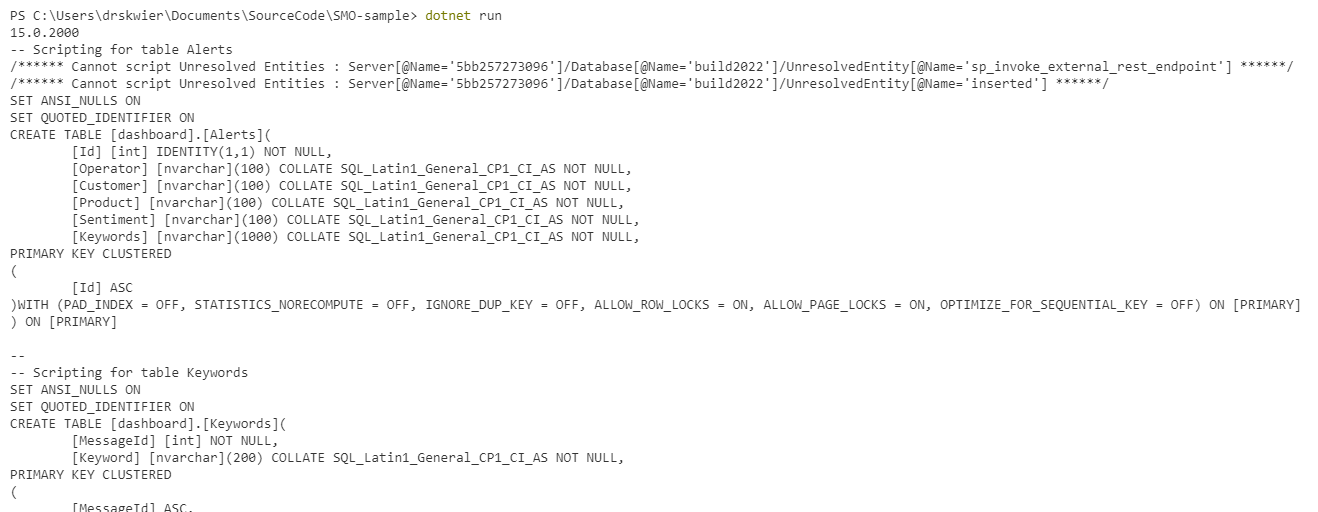 PS C:\Users\drskwier\Documents\SourceCode\SMO-sample> dotnet run
15.0.2000
-- Scripting for table Alerts
/****** Cannot script Unresolved Entities : Server[@Name='5bb257273096']/Database[@Name='build2022']/UnresolvedEntity[@Name='sp_invoke_external_rest_endpoint'] ******/
/****** Cannot script Unresolved Entities : Server[@Name='5bb257273096']/Database[@Name='build2022']/UnresolvedEntity[@Name='inserted'] ******/
SET ANSI_NULLS ON
SET QUOTED_IDENTIFIER ON
CREATE TABLE [dashboard].[Alerts](
        [Id] [int] IDENTITY(1,1) NOT NULL,
        [Operator] [nvarchar](100) COLLATE SQL_Latin1_General_CP1_CI_AS NOT NULL,
        [Customer] [nvarchar](100) COLLATE SQL_Latin1_General_CP1_CI_AS NOT NULL,
        [Product] [nvarchar](100) COLLATE SQL_Latin1_General_CP1_CI_AS NOT NULL,
        [Sentiment] [nvarchar](100) COLLATE SQL_Latin1_General_CP1_CI_AS NOT NULL,
        [Keywords] [nvarchar](1000) COLLATE SQL_Latin1_General_CP1_CI_AS NOT NULL,
PRIMARY KEY CLUSTERED
(
        [Id] ASC
)WITH (PAD_INDEX = OFF, STATISTICS_NORECOMPUTE = OFF, IGNORE_DUP_KEY = OFF, ALLOW_ROW_LOCKS = ON, ALLOW_PAGE_LOCKS = ON, OPTIMIZE_FOR_SEQUENTIAL_KEY = OFF) ON [PRIMARY]
) ON [PRIMARY]

--
-- Scripting for table Keywords
SET ANSI_NULLS ON
SET QUOTED_IDENTIFIER ON
CREATE TABLE [dashboard].[Keywords](
        [MessageId] [int] NOT NULL,
        [Keyword] [nvarchar](200) COLLATE SQL_Latin1_General_CP1_CI_AS NOT NULL,
PRIMARY KEY CLUSTERED
(
        [MessageId] ASC,